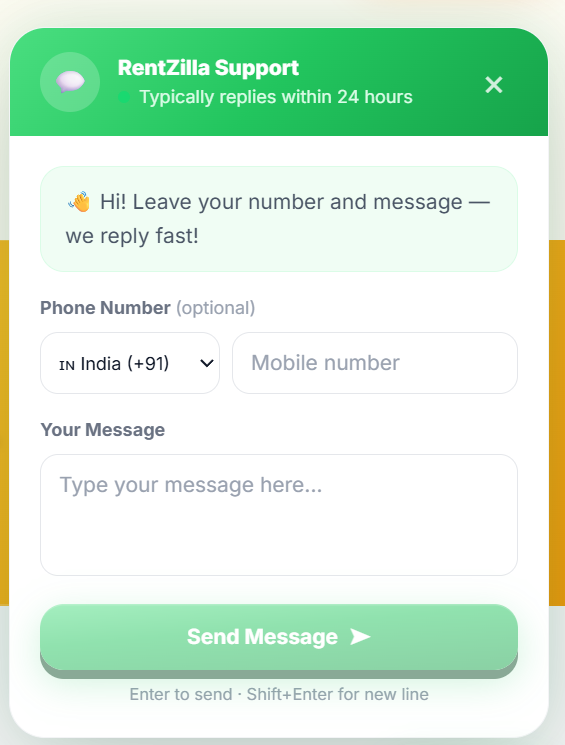 RentZilla Support
Typically replies within 24 hours
👋 Hi! Leave your number and message —
we reply fast!
Phone Number (optional)
IN India (+91)
Mobile number
Your Message
Type your message here...
Send Message ➤
Enter to send · Shift+Enter for new line